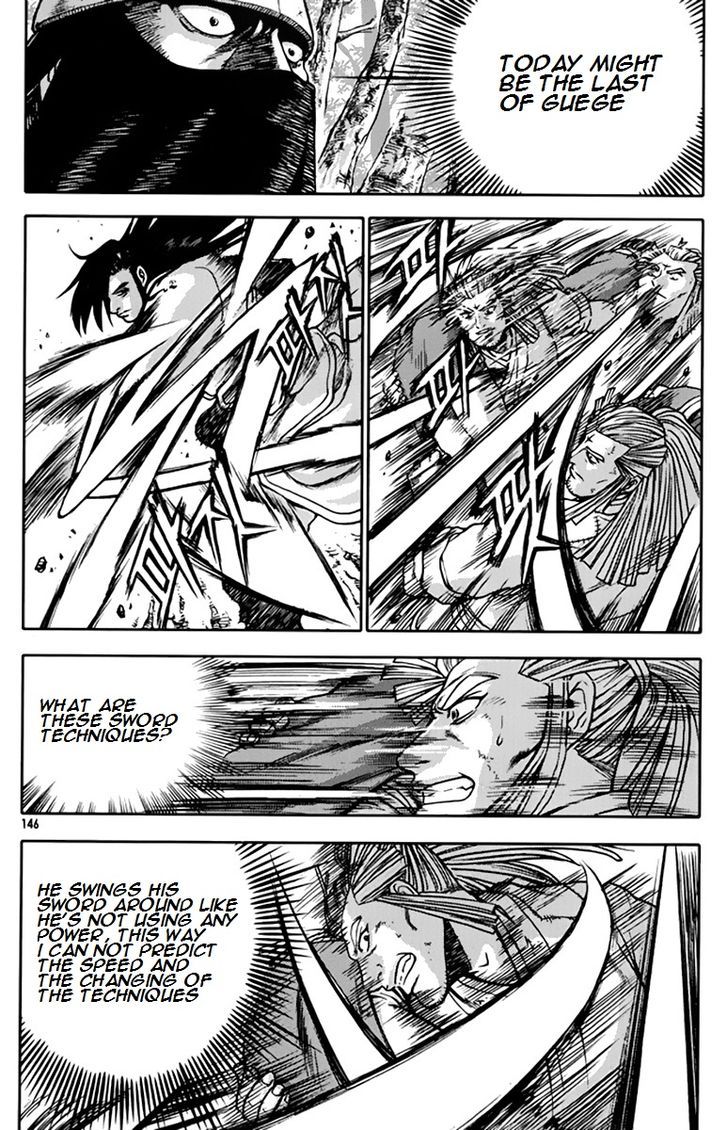 TODAY MIGHT
BE THE LAST
OF GUEGE
WHAT ARE
THESE SWORD
TECHNIQUES?
146
HE SWINGS HIS
SWORD AROUND LIKE
HE'S NOT USING ANY
POWER, THIS WAY
I CAN NOT PREDICT
THE SPEED AND
THE CHANGING OF
THE TECHNIQUES